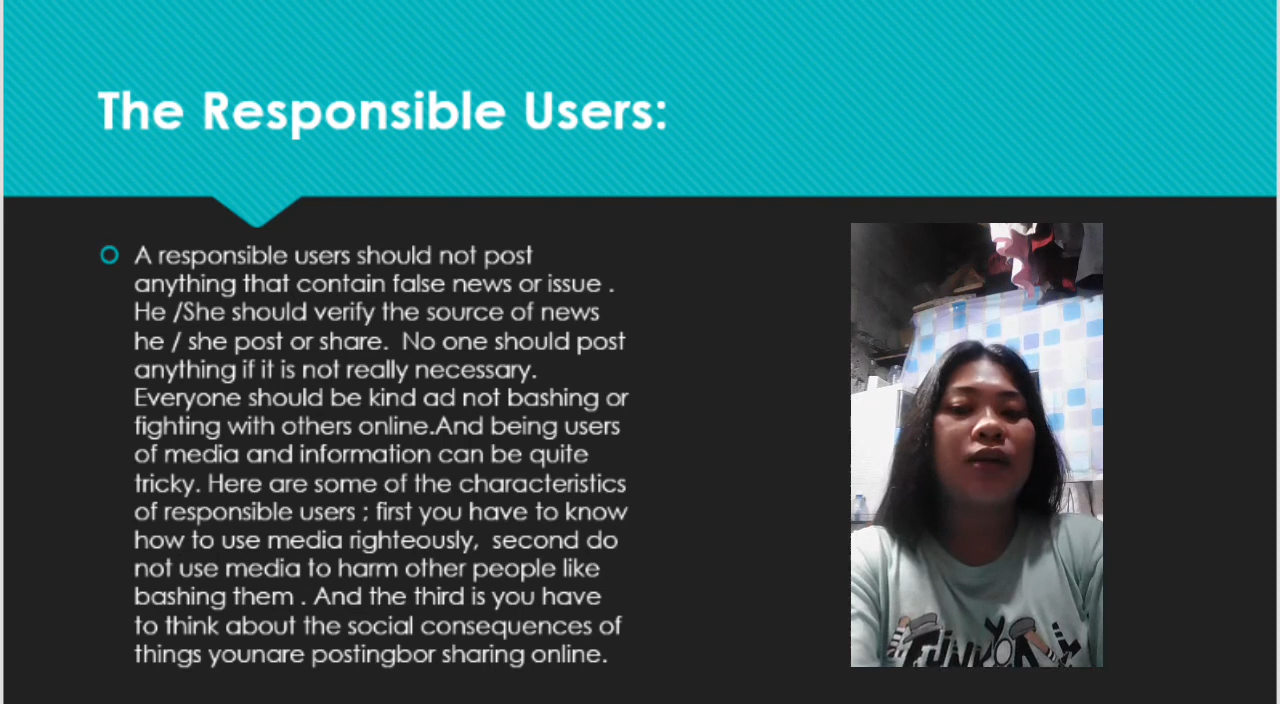 The Responsible Users:
A responsible users should not post
anything that contain false news or issue .
He /She should verify the source of news
he / she post or share.  No one should post
anything if it is not really necessary.
Everyone should be kind ad not bashing or
fighting with others online.And being users
of media and information can be quite
tricky. Here are some of the characteristics
of responsible users ; first you have to know
how to use media righteously,  second do
not use media to harm other people like
bashing them . And the third is you have
to think about the social consequences of
things younare postingbor sharing online.